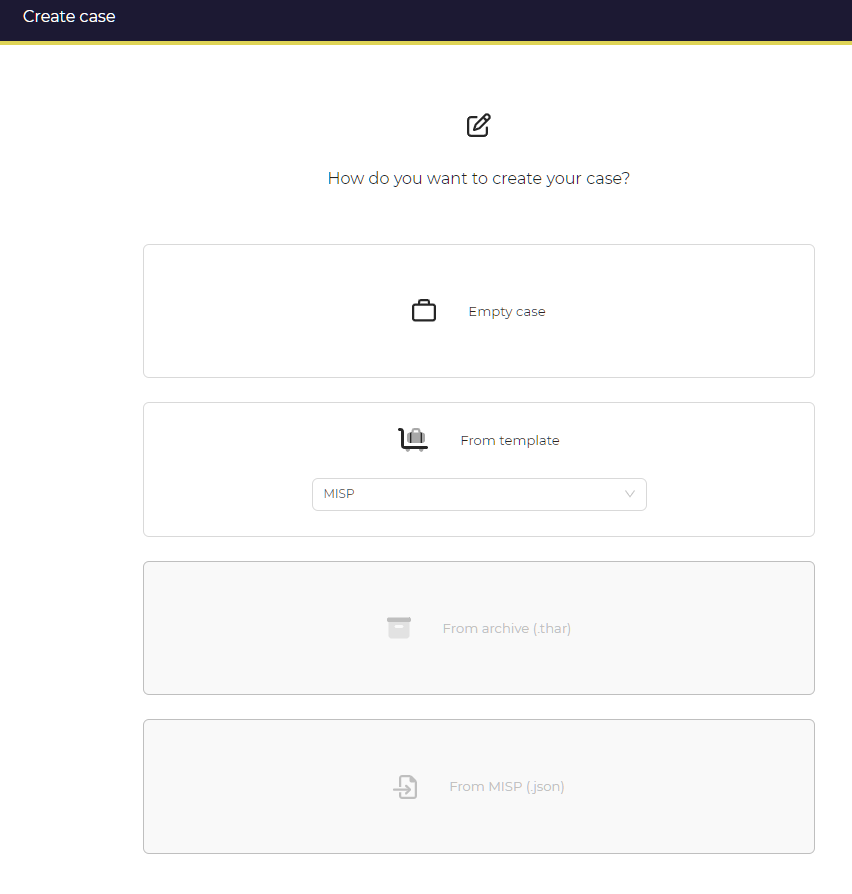 Create case
How do you want to create your case?
Empty case
From template
MISP
From archive (.thar)
From MISP (.json)